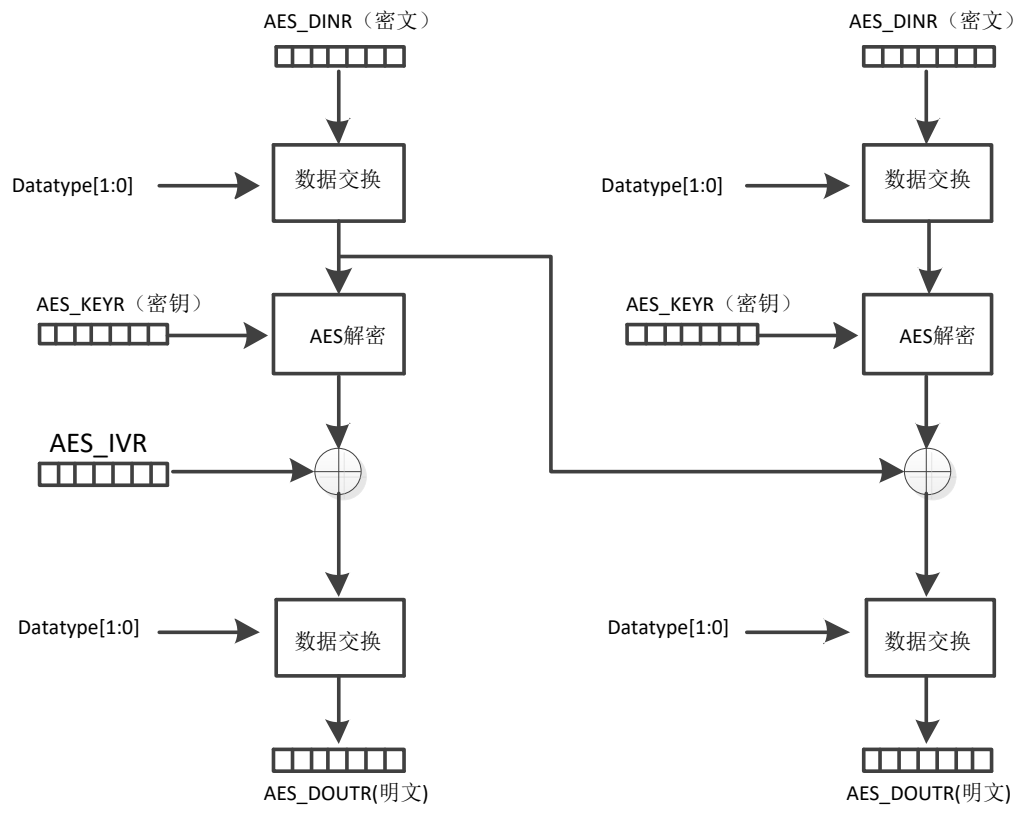 AES_DINR（密文）
AES_DINR（密文）
Datatype[1:0]
数据交换
Datatype[1:0]
数据交换
AES_KEYR（密钥）
AES解密
AES_KEYR（密钥）
AES解密
AES_IVR
Datatype[1:0]
数据交换
Datatype[1:0]
数据交换
AES_DOUTR(明文)
AES_DOUTR(明文)